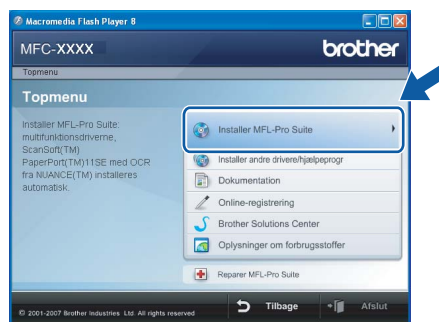 Macromedia Flash Player 8
MFC-XXXX
brother
Topmenu
Topmenu
Installer MFL-Pro Suite:
multifunktionsdriverne,
ScanSoft(TM)
PaperPort(TM)11SE med OCR
fra NUANCE(TM) installeres
automatisk.
Installer MFL-Pro Suite
Installer andre drivere/hjælpeprogr
Dokumentation
Online-registrering
Brother Solutions Center
Oplysninger om forbrugsstoffer
Reparer MFL-Pro Suite
© 2001-2007 Brother Industries Ltd. All rights reserved
Tilbage
Afslut